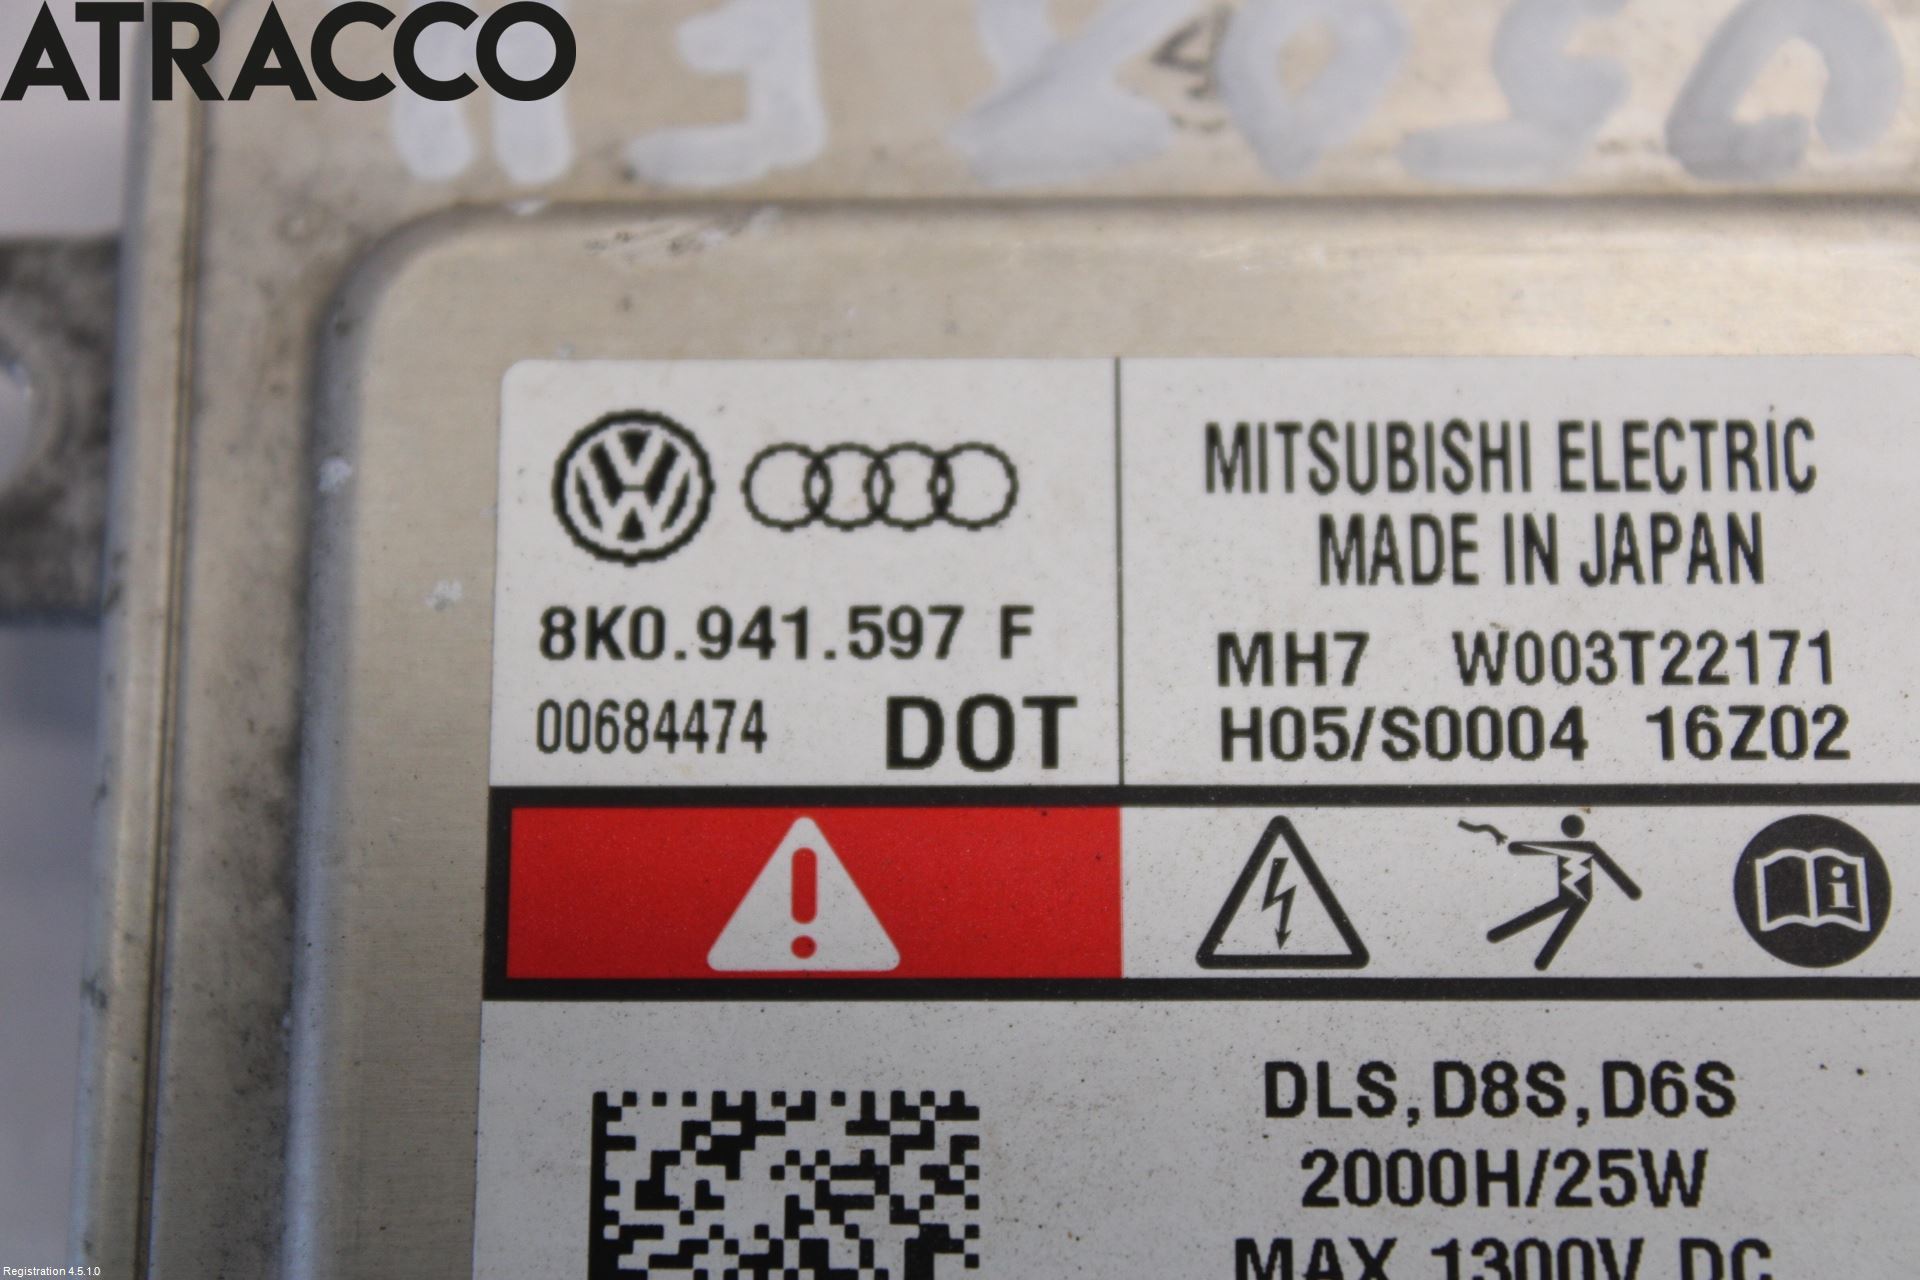 ATRACCO
8K0.941.597 F
00684474 DOT
MITSUBISHI ELECTRIC
MADE IN JAPAN
MH7 W003T22171
H05/S0004 16Z02
DLS,D8S,D6S
2000H/25W
MAX 1300V DC
Registration 4.5.1.0